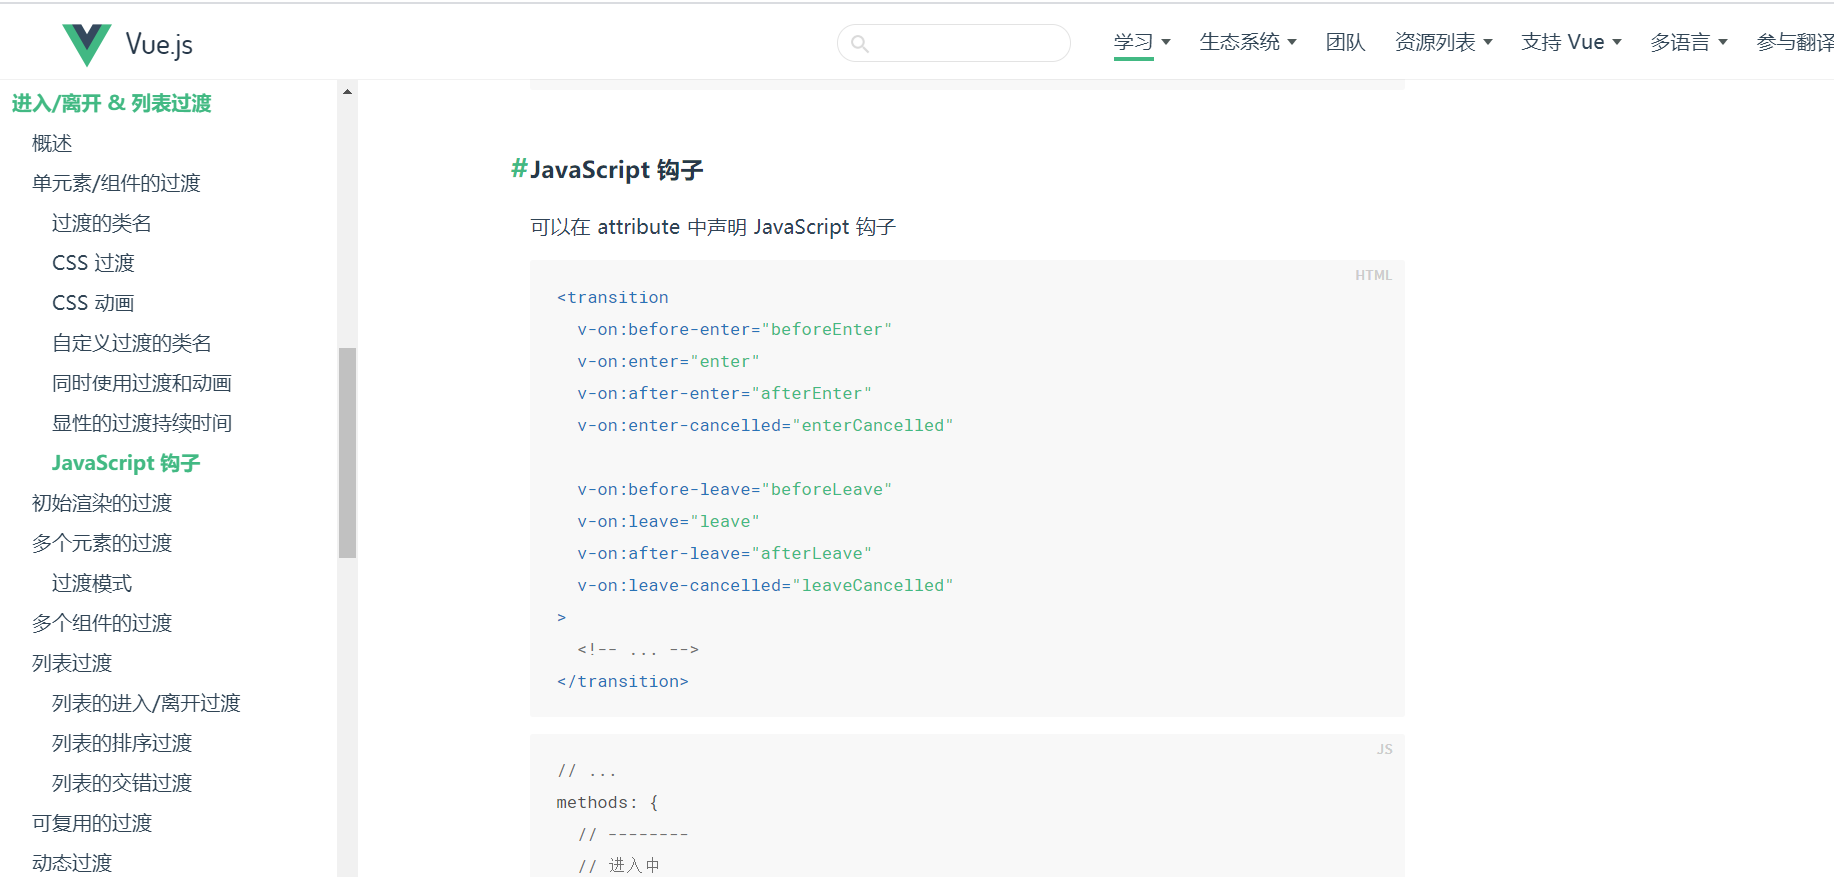 Vue.js
学习 生态系统 团队 资源列表 支持 Vue 多语言 参与翻译
进入/离开 & 列表过渡
概述
单元素/组件的过渡
过渡的类名
CSS 过渡
CSS 动画
自定义过渡的类名
同时使用过渡和动画
显性的过渡持续时间
JavaScript 钩子
初始渲染的过渡
多个元素的过渡
过渡模式
多个组件的过渡
列表过渡
列表的进入/离开过渡
列表的排序过渡
列表的交错过渡
可复用的过渡
动态过渡
#JavaScript 钩子
可以在 attribute 中声明 JavaScript 钩子
HTML
<transition
  v-on:before-enter="beforeEnter"
  v-on:enter="enter"
  v-on:after-enter="afterEnter"
  v-on:enter-cancelled="enterCancelled"
  v-on:before-leave="beforeLeave"
  v-on:leave="leave"
  v-on:after-leave="afterLeave"
  v-on:leave-cancelled="leaveCancelled"
>
  <!-- ... -->
</transition>
JS
// ...
methods: {
  // --------
  // 进入中